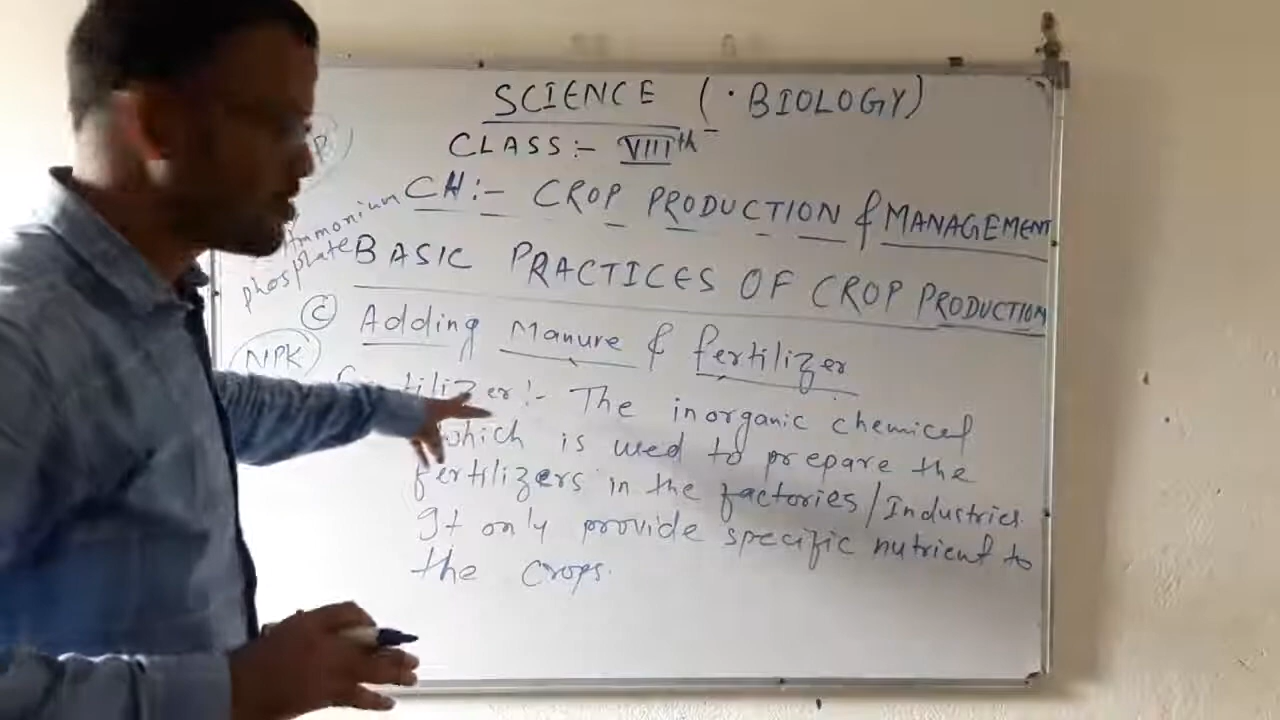 SCIENCE (. BIOLOGY)
CLASS:- VIIIth
CH:- CROP PRODUCTION & MANAGEMENT
Ammonium
phosphate
BASIC PRACTICES OF CROP PRODUCTION
C Adding Manure & fertilizer
NPK
The inorganic chemical
which is used to prepare the
fertilizers in the factories/Industries.
It only provide specific nutrient to
the crops.